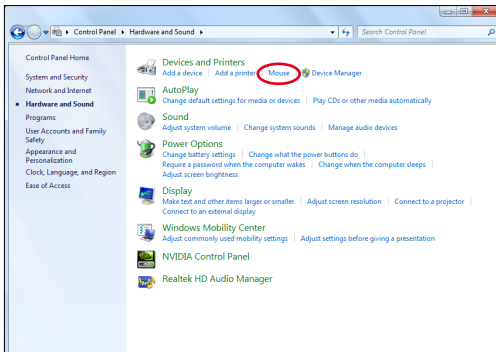 Control Panel ▸ Hardware and Sound ▸
Search Control Panel
Control Panel Home
System and Security
Network and Internet
Hardware and Sound
Programs
User Accounts and Family
Safety
Appearance and
Personalization
Clock, Language, and Region
Ease of Access
Devices and Printers
Add a device | Add a printer | Mouse | Device Manager
AutoPlay
Change default settings for media or devices | Play CDs or other media automatically
Sound
Adjust system volume | Change system sounds | Manage audio devices
Power Options
Change battery settings | Change what the power buttons do |
Require a password when the computer wakes | Change when the computer sleeps |
Adjust screen brightness
Display
Make text and other items larger or smaller | Adjust screen resolution | Connect to a projector |
Connect to an external display
Windows Mobility Center
Adjust commonly used mobility settings | Adjust settings before giving a presentation
NVIDIA Control Panel
Realtek HD Audio Manager